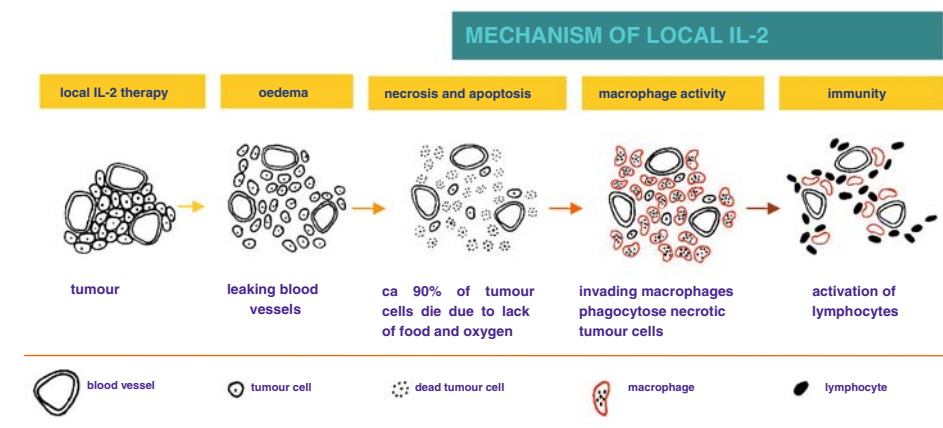 MECHANISM OF LOCAL IL-2
local IL-2 therapy
oedema
necrosis and apoptosis
macrophage activity
immunity
tumour
leaking blood
vessels
ca 90% of tumour
cells die due to lack
of food and oxygen
invading macrophages
phagocytose necrotic
tumour cells
activation of
lymphocytes
blood vessel
tumour cell
dead tumour cell
macrophage
lymphocyte